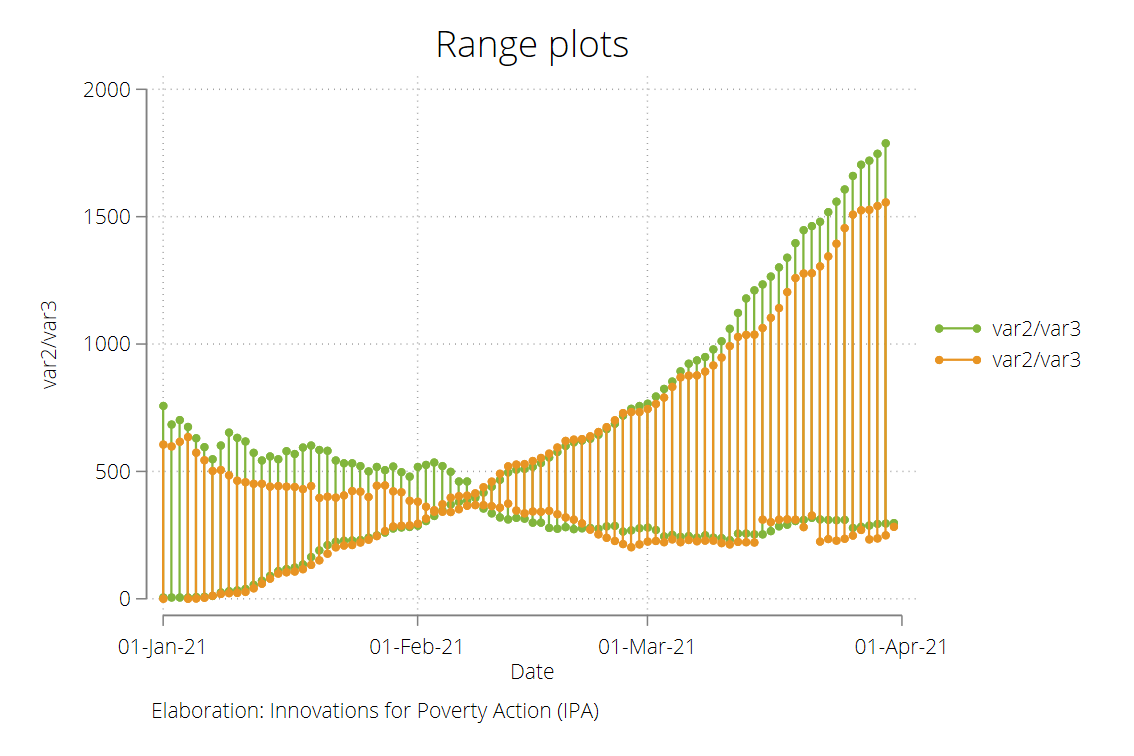 Range plots
2000
1500
1000
500
0
var2/var3
01-Jan-21
01-Feb-21
01-Mar-21
01-Apr-21
Date
var2/var3
var2/var3
Elaboration: Innovations for Poverty Action (IPA)